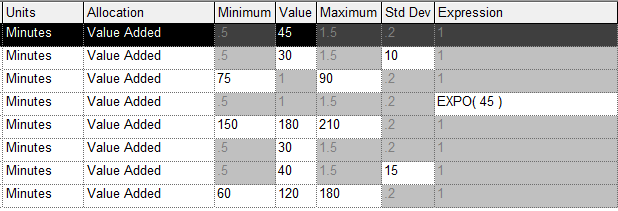 Units Allocation Minimum Value Maximum Std Dev Expression
Minutes Value Added .5 45 1.5 .2 1
Minutes Value Added .5 30 1.5 10 1
Minutes Value Added 75 1 90 .2 1
Minutes Value Added .5 1 1.5 .2 EXPO( 45 )
Minutes Value Added 150 180 210 .2 1
Minutes Value Added .5 30 1.5 .2 1
Minutes Value Added .5 40 1.5 15 1
Minutes Value Added 60 120 180 .2 1